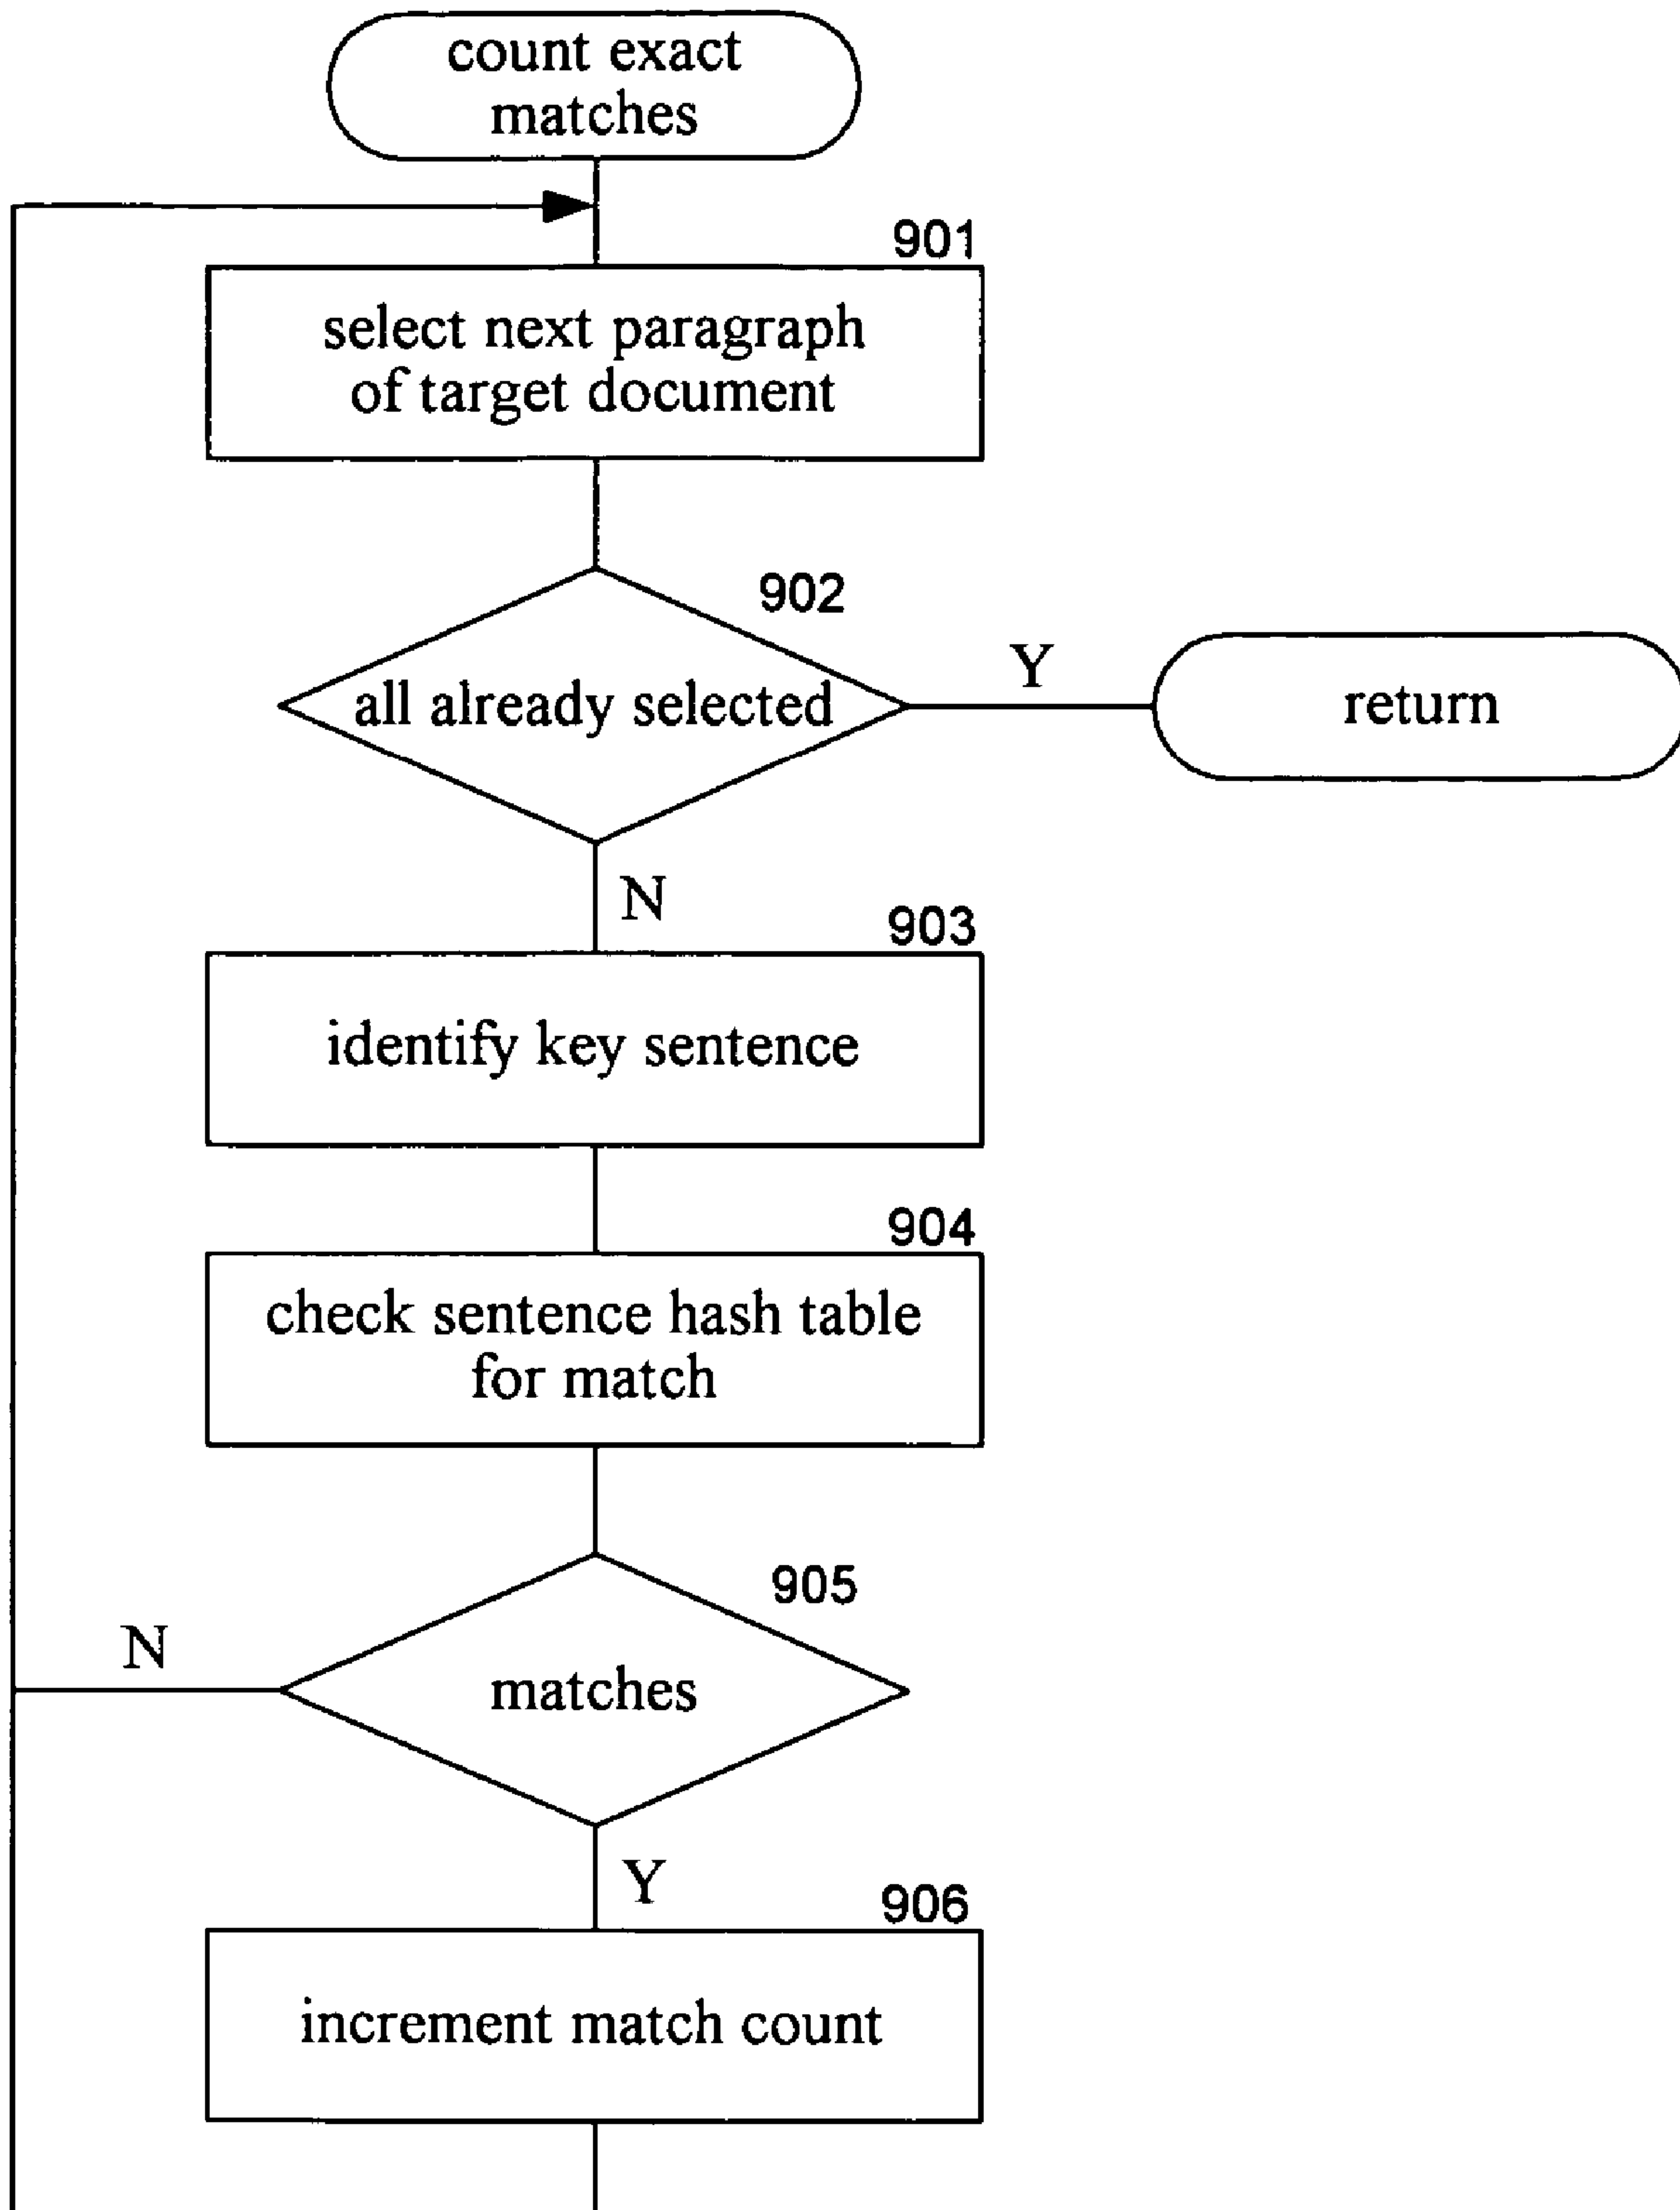 count exact
matches
901
select next paragraph
of target document
902
all already selected
Y
return
N
903
identify key sentence
904
check sentence hash table
for match
905
N
matches
Y
906
increment match count